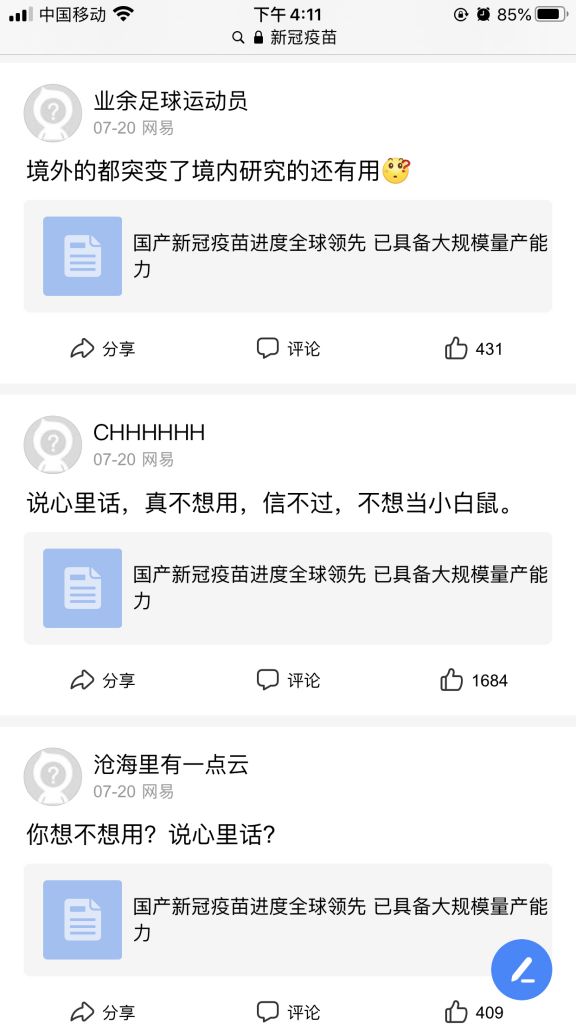 中国移动 下午4:11 85%
新冠疫苗
业余足球运动员
07-20 网易
境外的都突变了境内研究的还有用
国产新冠疫苗进度全球领先 已具备大规模量产能
力
分享 评论 431
CHHHHHH
07-20 网易
说心里话，真不想用，信不过，不想当小白鼠。
国产新冠疫苗进度全球领先 已具备大规模量产能
力
分享 评论 1684
沧海里有一点云
07-20 网易
你想不想用？说心里话？
国产新冠疫苗进度全球领先 已具备大规模量产能
力
分享 评论 409